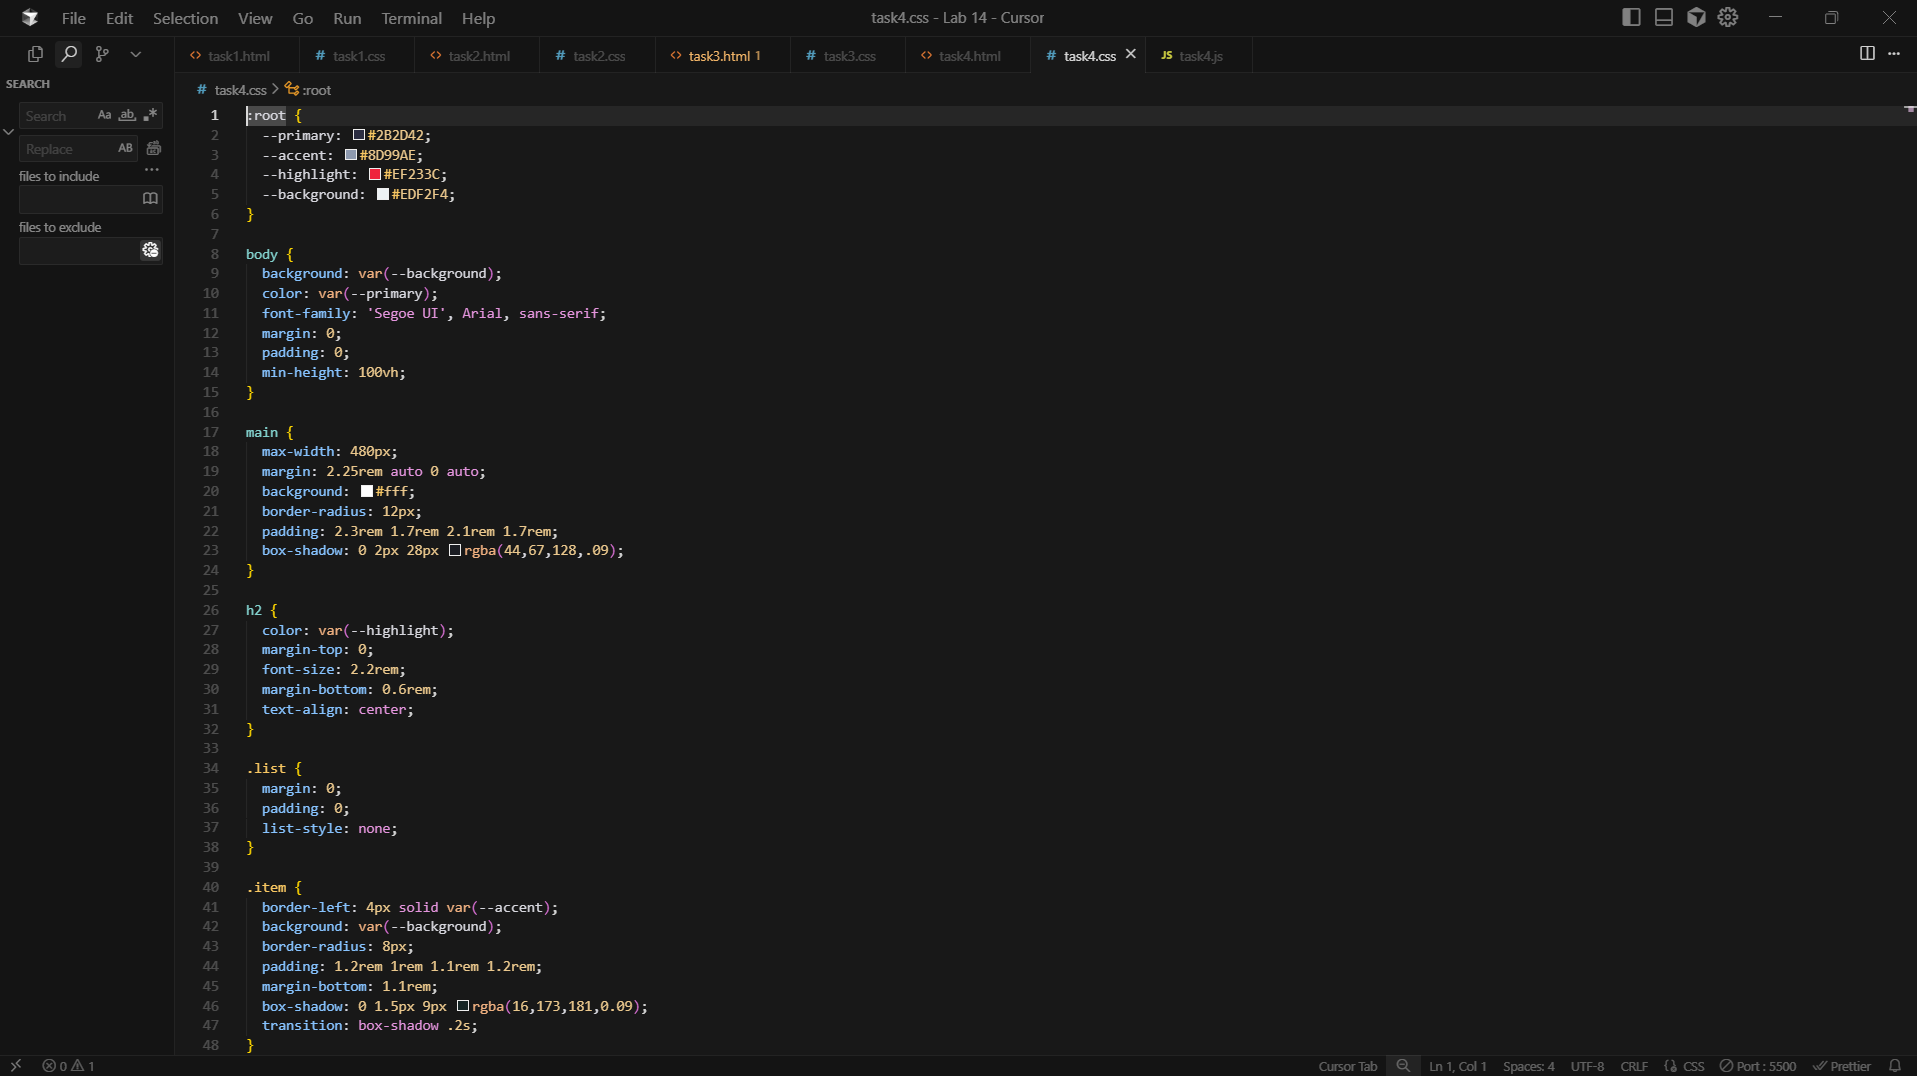 File Edit Selection View Go Run Terminal Help
task4.css - Lab 14 - Cursor
task1.html
# task1.css
task2.html
# task2.css
task3.html 1
# task3.css
task4.html
# task4.css
JS task4.js
SEARCH
Search Aa ab
Replace AB
files to include
files to exclude
# task4.css > :root
1 :root {
2 --primary: #2B2D42;
3 --accent: #8D99AE;
4 --highlight: #EF233C;
5 --background: #EDF2F4;
6 }
7
8 body {
9 background: var(--background);
10 color: var(--primary);
11 font-family: 'Segoe UI', Arial, sans-serif;
12 margin: 0;
13 padding: 0;
14 min-height: 100vh;
15 }
16
17 main {
18 max-width: 480px;
19 margin: 2.25rem auto 0 auto;
20 background: #fff;
21 border-radius: 12px;
22 padding: 2.3rem 1.7rem 2.1rem 1.7rem;
23 box-shadow: 0 2px 28px rgba(44,67,128,.09);
24 }
25
26 h2 {
27 color: var(--highlight);
28 margin-top: 0;
29 font-size: 2.2rem;
30 margin-bottom: 0.6rem;
31 text-align: center;
32 }
33
34 .list {
35 margin: 0;
36 padding: 0;
37 list-style: none;
38 }
39
40 .item {
41 border-left: 4px solid var(--accent);
42 background: var(--background);
43 border-radius: 8px;
44 padding: 1.2rem 1rem 1.1rem 1.2rem;
45 margin-bottom: 1.1rem;
46 box-shadow: 0 1.5px 9px rgba(16,173,181,0.09);
47 transition: box-shadow .2s;
48 }
0 1
Cursor Tab
Ln 1, Col 1
Spaces: 4
UTF-8
CRLF
{} CSS
Port : 5500
Prettier